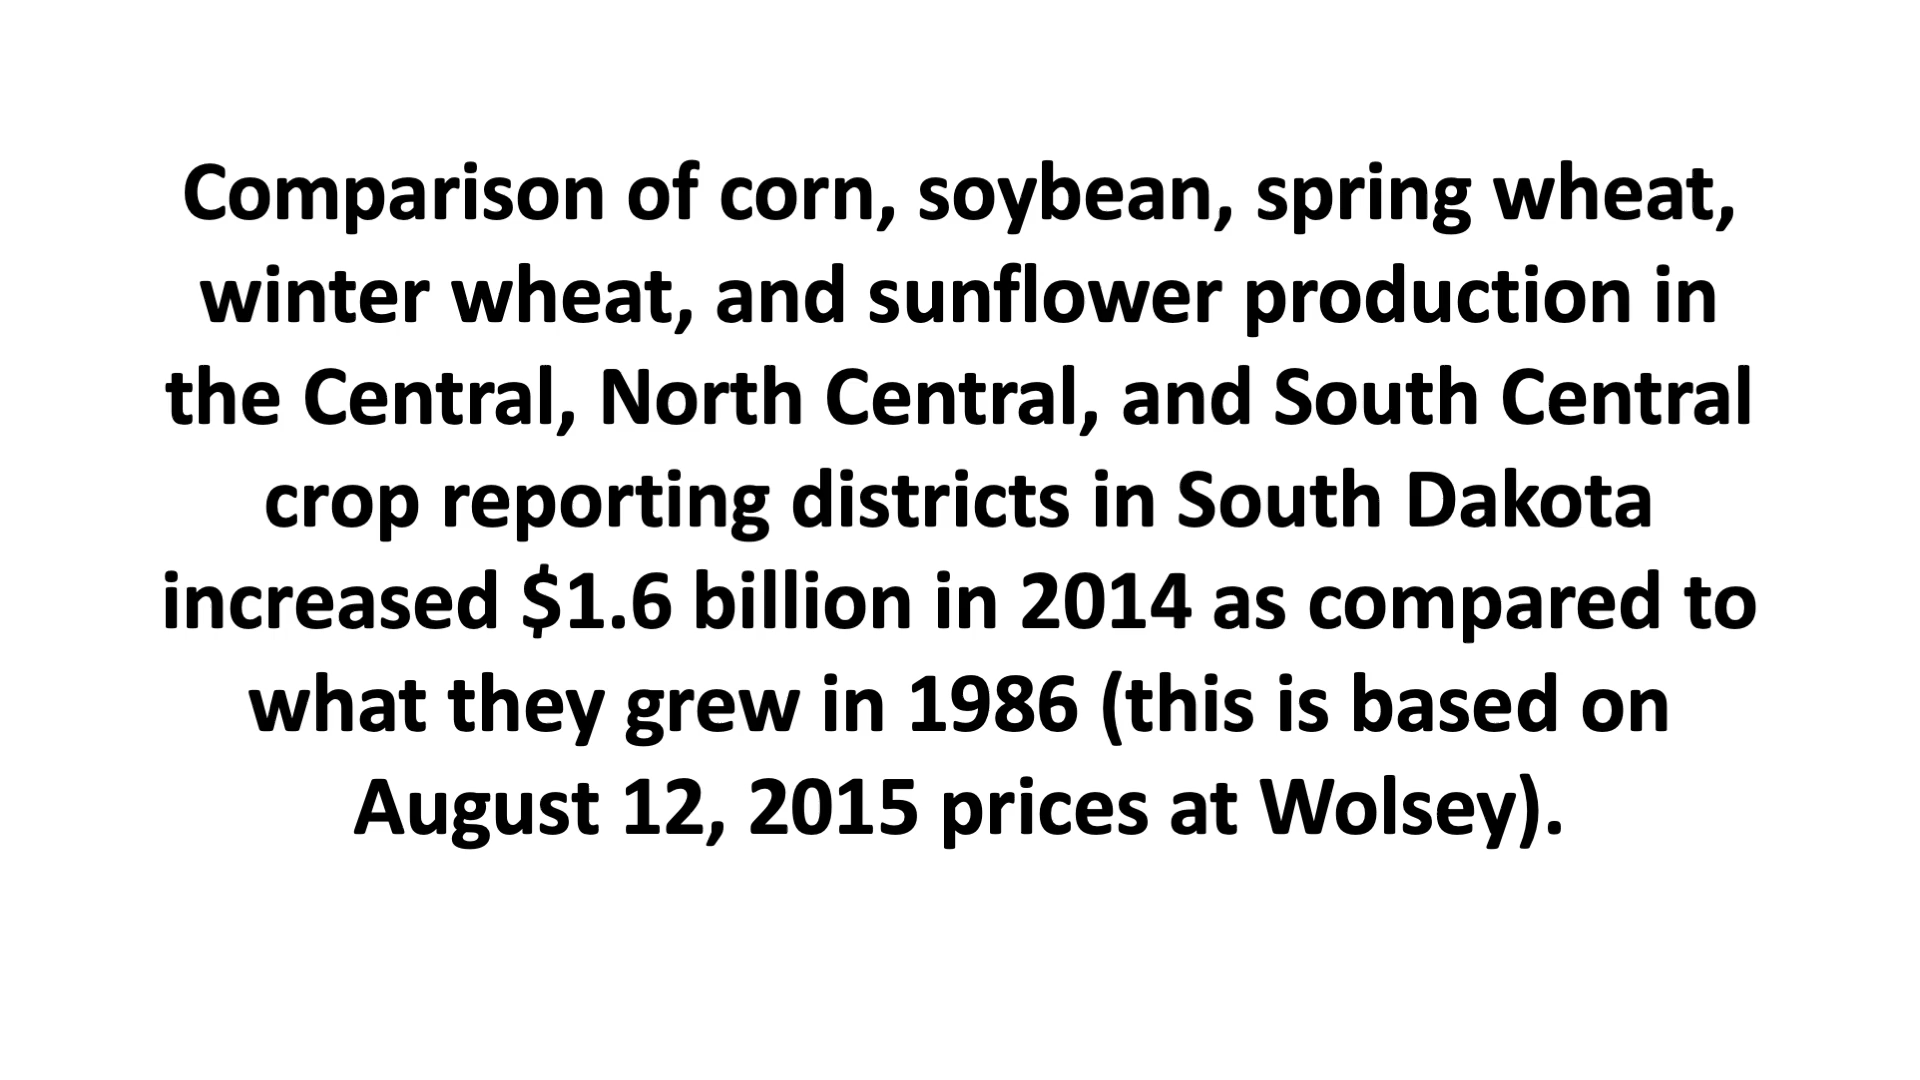 Comparison of corn, soybean, spring wheat,
winter wheat, and sunflower production in
the Central, North Central, and South Central
crop reporting districts in South Dakota
increased $1.6 billion in 2014 as compared to
what they grew in 1986 (this is based on
August 12, 2015 prices at Wolsey).